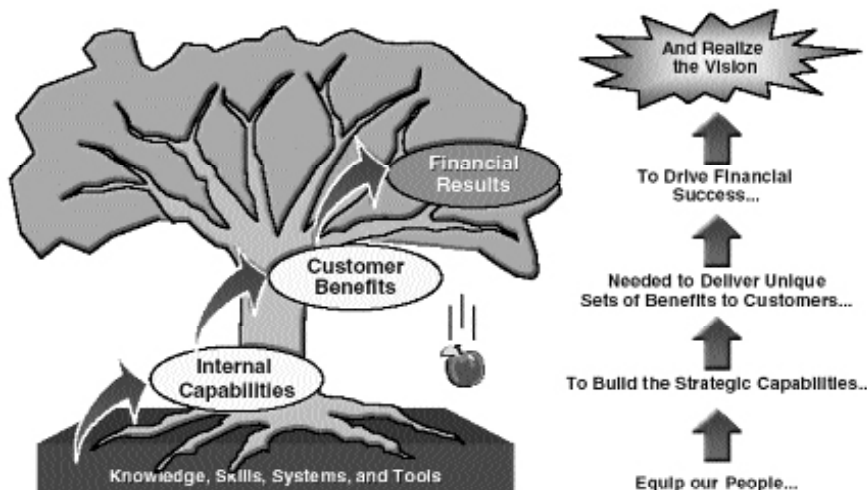 And Realize
the Vision
Financial
Results
To Drive Financial
Success...
Customer
Benefits
Needed to Deliver Unique
Sets of Benefits to Customers...
Internal
Capabilities
To Build the Strategic Capabilities...
Knowledge, Skills, Systems, and Tools
Equip our People...